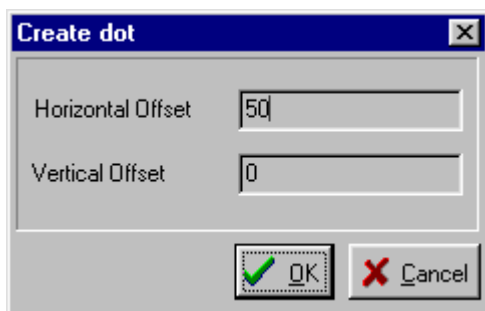 Create dot
Horizontal Offset 50
Vertical Offset 0
OK Cancel